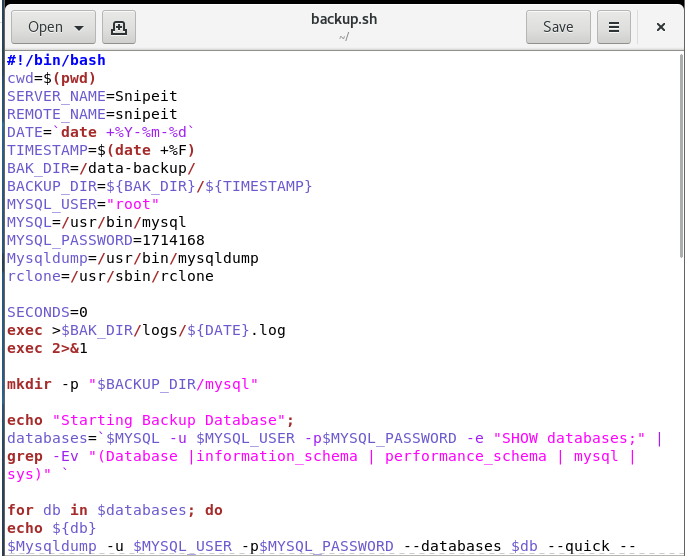 Open
backup.sh
~/
Save
#!/bin/bash
cwd=$(pwd)
SERVER_NAME=Snipeit
REMOTE_NAME=snipeit
DATE=`date +%Y-%m-%d`
TIMESTAMP=$(date +%F)
BAK_DIR=/data-backup/
BACKUP_DIR=${BAK_DIR}/${TIMESTAMP}
MYSQL_USER="root"
MYSQL=/usr/bin/mysql
MYSQL_PASSWORD=1714168
Mysqldump=/usr/bin/mysqldump
rclone=/usr/sbin/rclone

SECONDS=0
exec >$BAK_DIR/logs/${DATE}.log
exec 2>&1

mkdir -p "$BACKUP_DIR/mysql"

echo "Starting Backup Database";
databases=`$MYSQL -u $MYSQL_USER -p$MYSQL_PASSWORD -e "SHOW databases;" |
grep -Ev "(Database |information_schema | performance_schema | mysql |
sys)" `

for db in $databases; do
echo ${db}
$Mysqldump -u $MYSQL_USER -p$MYSQL_PASSWORD --databases $db --quick --